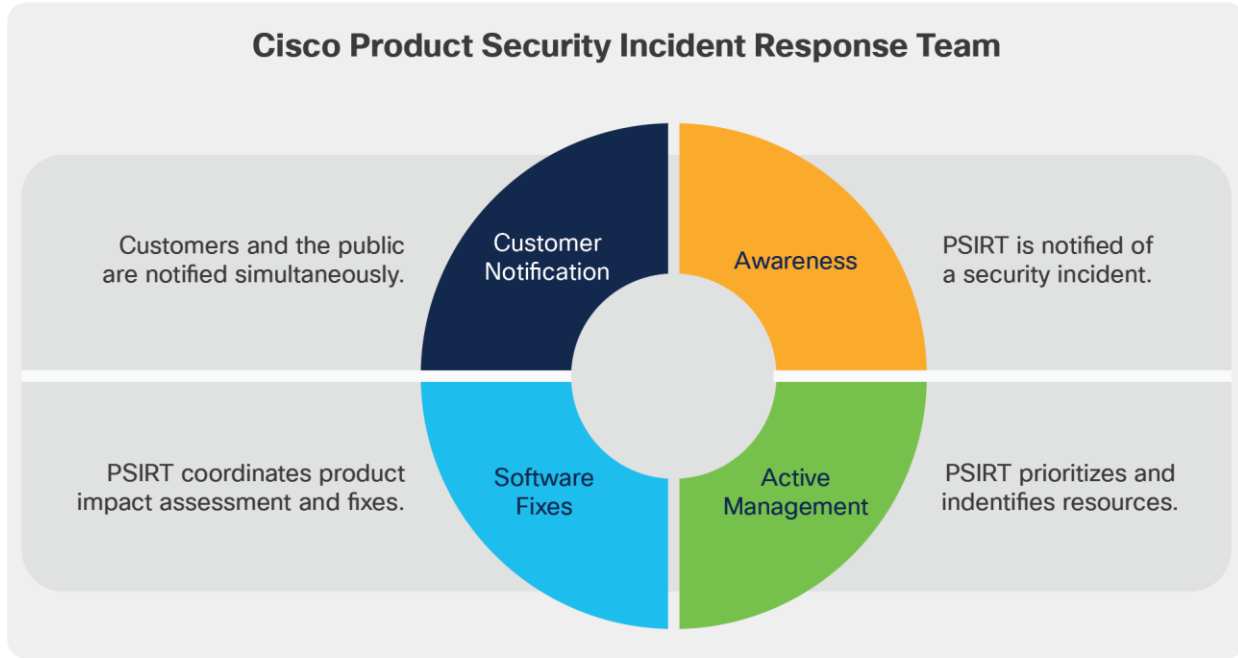 Cisco Product Security Incident Response Team
Customers and the public
are notified simultaneously.
Customer
Notification
Awareness
PSIRT is notified of
a security incident.
PSIRT coordinates product
impact assessment and fixes.
Software
Fixes
Active
Management
PSIRT prioritizes and
indentifies resources.